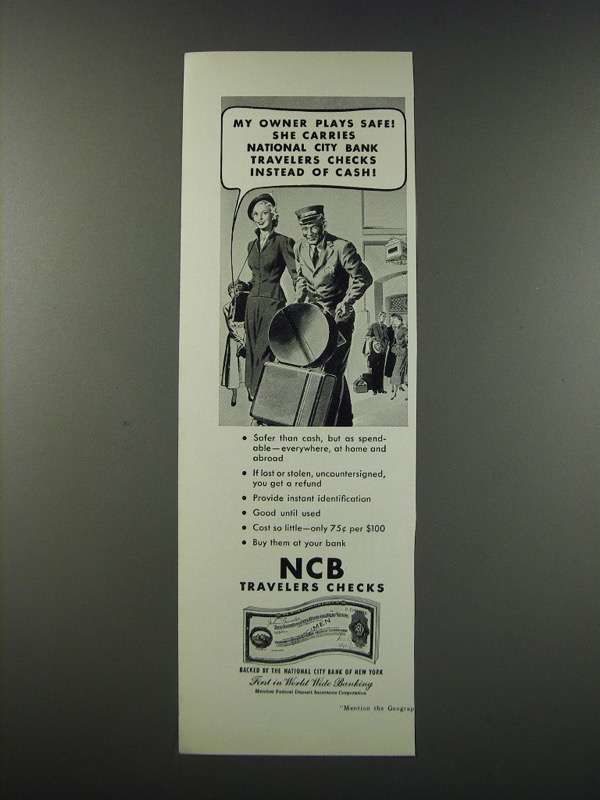 MY OWNER PLAYS SAFE!
SHE CARRIES
NATIONAL CITY BANK
TRAVELERS CHECKS
INSTEAD OF CASH!
• Safer than cash, but as spend-
able—everywhere, at home and
abroad
• If lost or stolen, uncountersigned,
you get a refund
• Provide instant identification
• Good until used
• Cost so little—only 75¢ per $100
• Buy them at your bank
NCB
TRAVELERS CHECKS
BACKED BY THE NATIONAL CITY BANK OF NEW YORK
First in World Wide Banking
Member Federal Deposit Insurance Corporation
"Mention the Geograp